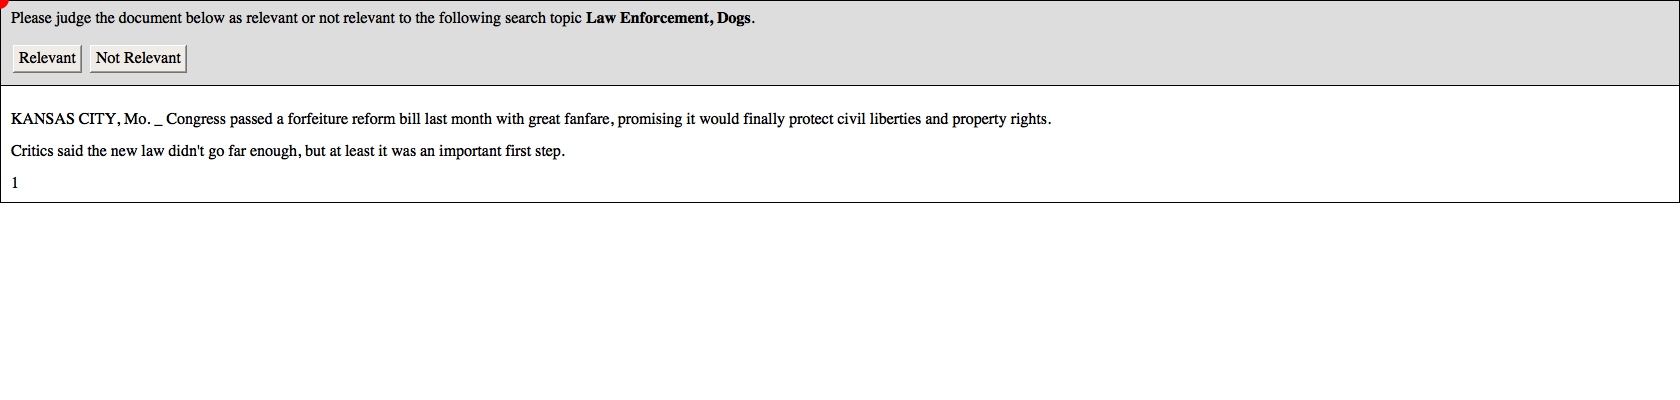 Please judge the document below as relevant or not relevant to the following search topic Law Enforcement, Dogs.
Relevant Not Relevant
KANSAS CITY, Mo. _ Congress passed a forfeiture reform bill last month with great fanfare, promising it would finally protect civil liberties and property rights.
Critics said the new law didn't go far enough, but at least it was an important first step.
1